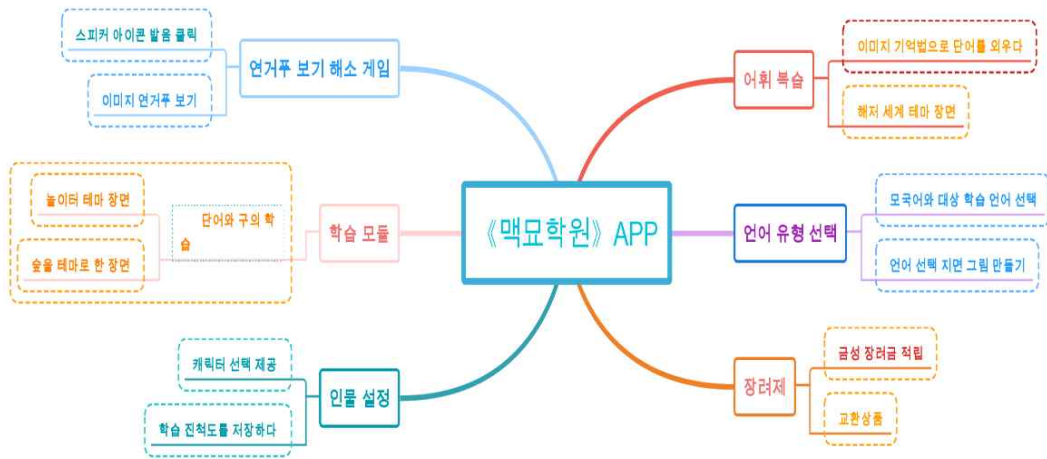 스피커 아이콘 발음 클릭
이미지 연거푸 보기
연거푸 보기 해소 게임
놀이터 테마 장면
숲을 테마로 한 장면
단어와 구의 학
습
학습 모듈
캐릭터 선택 제공
학습 진척도를 저장하다
인물 설정
《맥묘학원》 APP
어휘 복습
이미지 기억법으로 단어를 외우다
해저 세계 테마 장면
언어 유형 선택
모국어와 대상 학습 언어 선택
언어 선택 지면 그림 만들기
장려제
금성 장려금 적립
교환상품